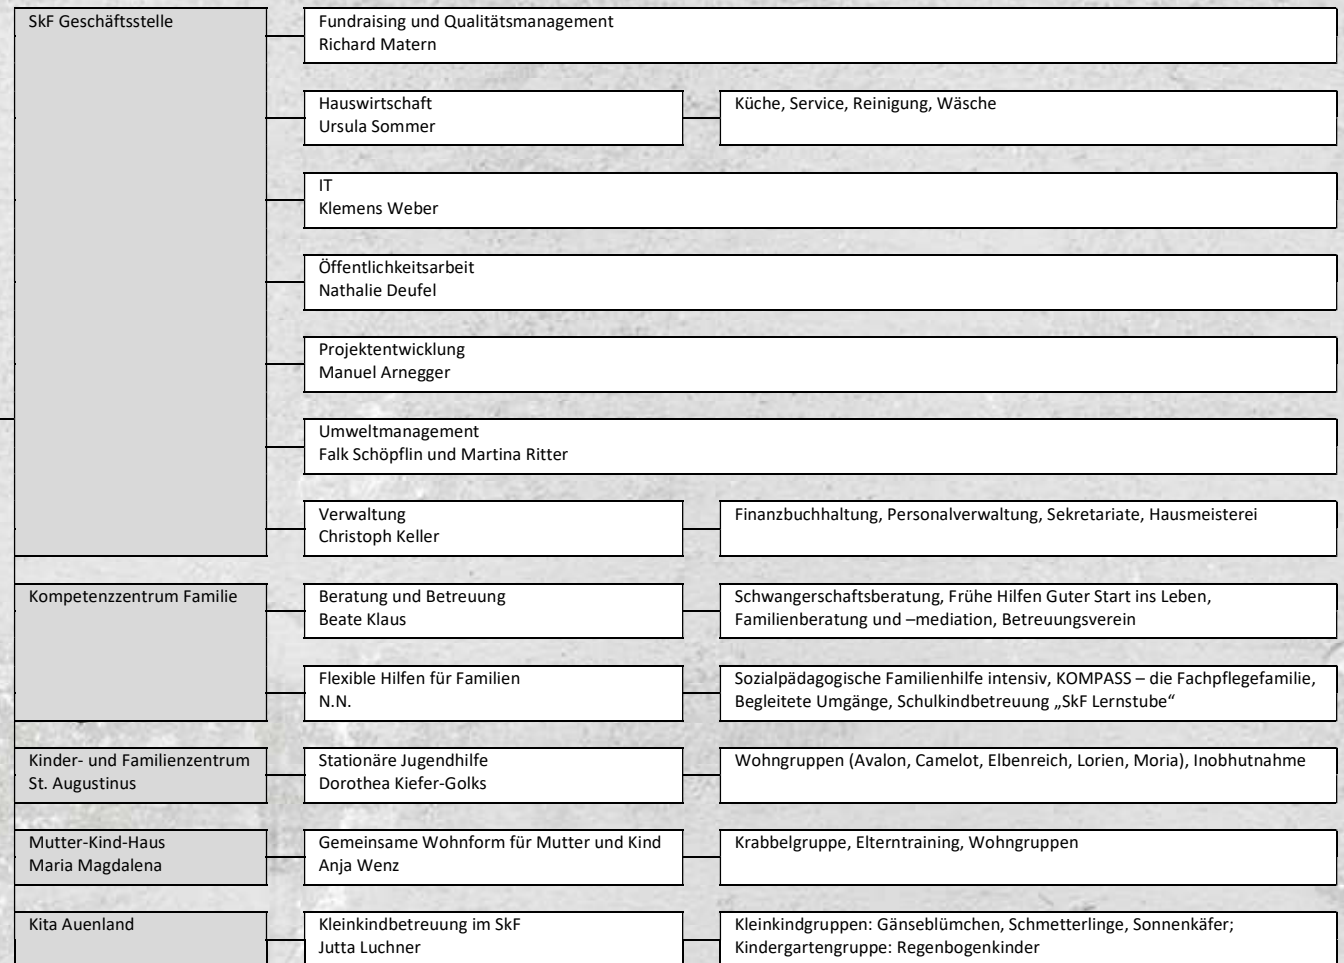 SkF Geschäftsstelle
Fundraising und Qualitätsmanagement
Richard Matern
Hauswirtschaft
Ursula Sommer
Küche, Service, Reinigung, Wäsche
IT
Klemens Weber
Öffentlichkeitsarbeit
Nathalie Deufel
Projektentwicklung
Manuel Arnegger
Umweltmanagement
Falk Schöpflin und Martina Ritter
Verwaltung
Christoph Keller
Finanzbuchhaltung, Personalverwaltung, Sekretariate, Hausmeisterei
Kompetenzzentrum Familie
Beratung und Betreuung
Beate Klaus
Schwangerschaftsberatung, Frühe Hilfen Guter Start ins Leben,
Familienberatung und –mediation, Betreuungsverein
Flexible Hilfen für Familien
N.N.
Sozialpädagogische Familienhilfe intensiv, KOMPASS – die Fachpflegefamilie,
Begleitete Umgänge, Schulkindbetreuung „SkF Lernstube“
Kinder- und Familienzentrum
St. Augustinus
Stationäre Jugendhilfe
Dorothea Kiefer-Golks
Wohngruppen (Avalon, Camelot, Elbenreich, Lorien, Moria), Inobhutnahme
Mutter-Kind-Haus
Maria Magdalena
Gemeinsame Wohnform für Mutter und Kind
Anja Wenz
Krabbelgruppe, Elterntraining, Wohngruppen
Kita Auenland
Kleinkindbetreuung im SkF
Jutta Luchner
Kleinkindgruppen: Gänseblümchen, Schmetterlinge, Sonnenkäfer;
Kindergartengruppe: Regenbogenkinder